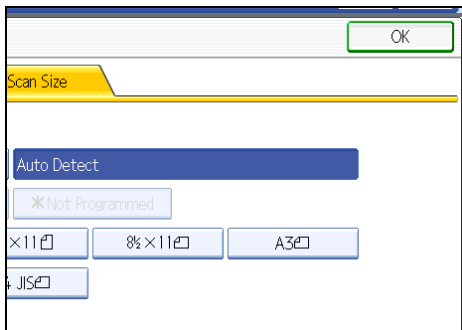 OK
Scan Size
Auto Detect
✱Not Programmed
×11 8½×11 A3
JIS